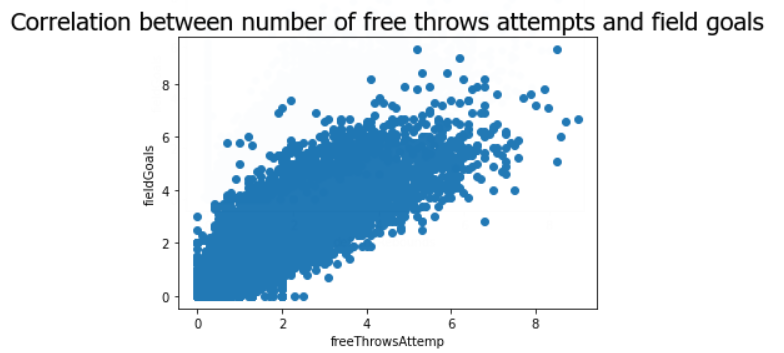 Correlation between number of free throws attempts and field goals
8
6
4
2
0
fieldGoals
0 2 4 6 8
freeThrowsAttemp